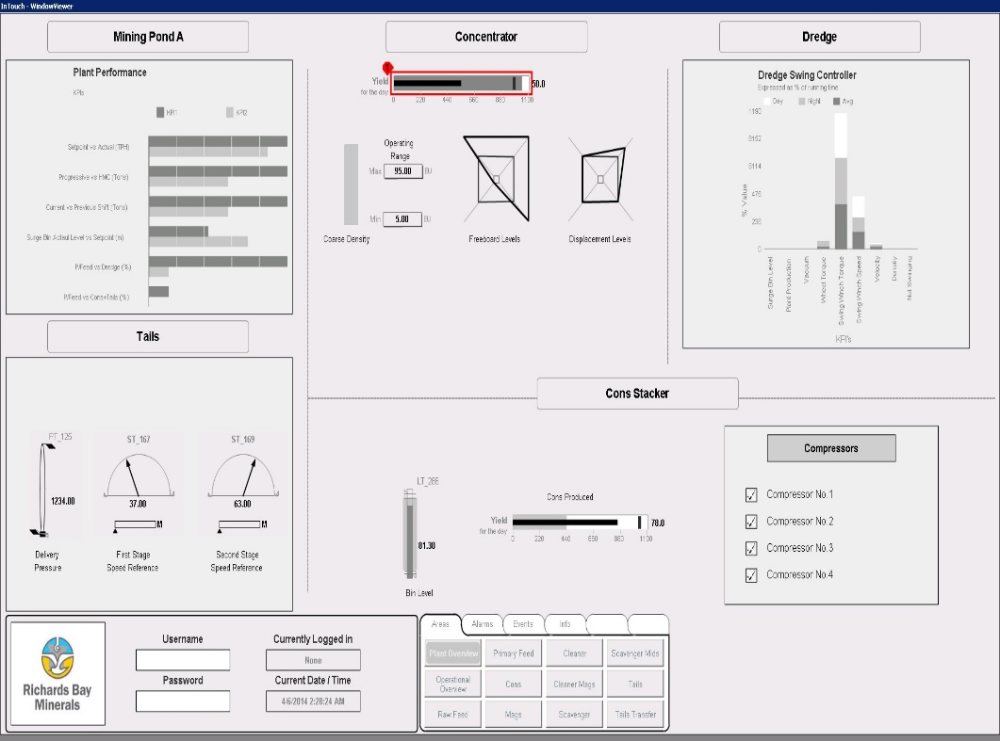 InTouch - WindowViewer
Mining Pond A
Concentrator
Dredge
Plant Performance
KPIs
KPI1
KPI2
Setpoint vs Actual (TPH)
Progressive vs HMC (Tons)
Current vs Previous Shift (Tons)
Surge Bin Actaul Level vs Setpoint (m)
P/Feed vs Dredge (%)
P/Feed vs Cons+Tails (%)
Yield
for the day
50.0
0 220 440 660 880 1100
Operating
Range
Max 95.00 EU
Min 5.00 EU
Coarse Density
Freeboard Levels
Displacement Levels
Dredge Swing Controller
Expressed as % of running time
Day Night Avg
% Value
1190
476
238
0
Surge Bin Level
Plant Production
Vacuum
Wheel Torque
Swing Winch Torque
Swing Winch Speed
Velocity
Density
Not Swinging
KPI's
Tails
PT_125
1234.00
Delivery
Pressure
ST_167
37.00
M
First Stage
Speed Reference
ST_169
63.00
M
Second Stage
Speed Reference
Cons Stacker
81.30
Bin Level
Cons Produced
Yield
for the day
78.0
0 220 440 660 880 1100
Compressors
Compressor No.1
Compressor No.2
Compressor No.3
Compressor No.4
Richards Bay
Minerals
Username
Password
Currently Logged in
None
Current Date / Time
4/6/2014 2:28:24 AM
Areas Alarms Events Info
Plant Overview Primary Feed Cleaner Scavenger Mids
Operational
Overview
Cons Cleaner Mags Tails
Raw Feed Mags Scavenger Tails Transfer